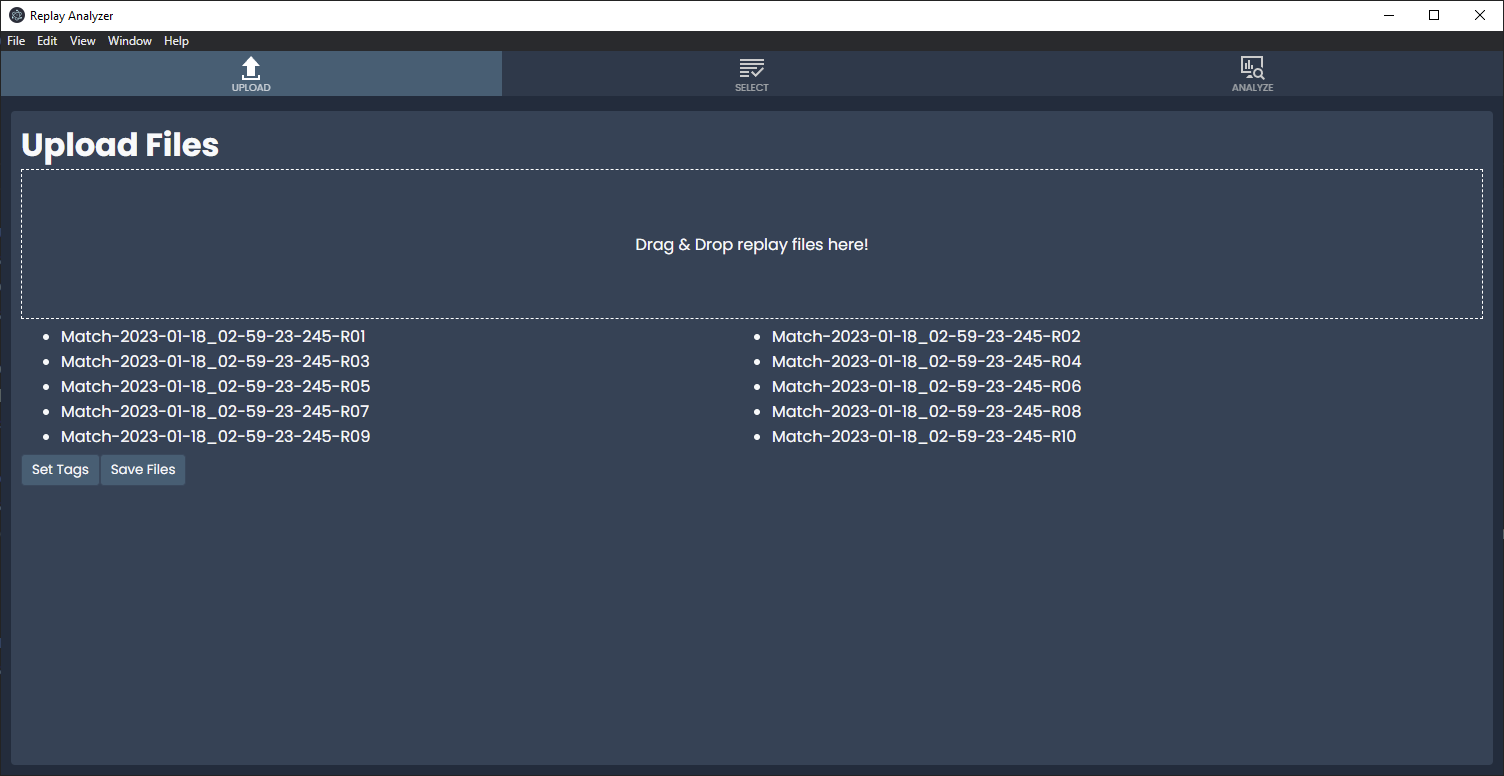 Replay Analyzer
File Edit View Window Help
UPLOAD SELECT ANALYZE
Upload Files
Drag & Drop replay files here!
Match-2023-01-18_02-59-23-245-R01 Match-2023-01-18_02-59-23-245-R02
Match-2023-01-18_02-59-23-245-R03 Match-2023-01-18_02-59-23-245-R04
Match-2023-01-18_02-59-23-245-R05 Match-2023-01-18_02-59-23-245-R06
Match-2023-01-18_02-59-23-245-R07 Match-2023-01-18_02-59-23-245-R08
Match-2023-01-18_02-59-23-245-R09 Match-2023-01-18_02-59-23-245-R10
Set Tags Save Files